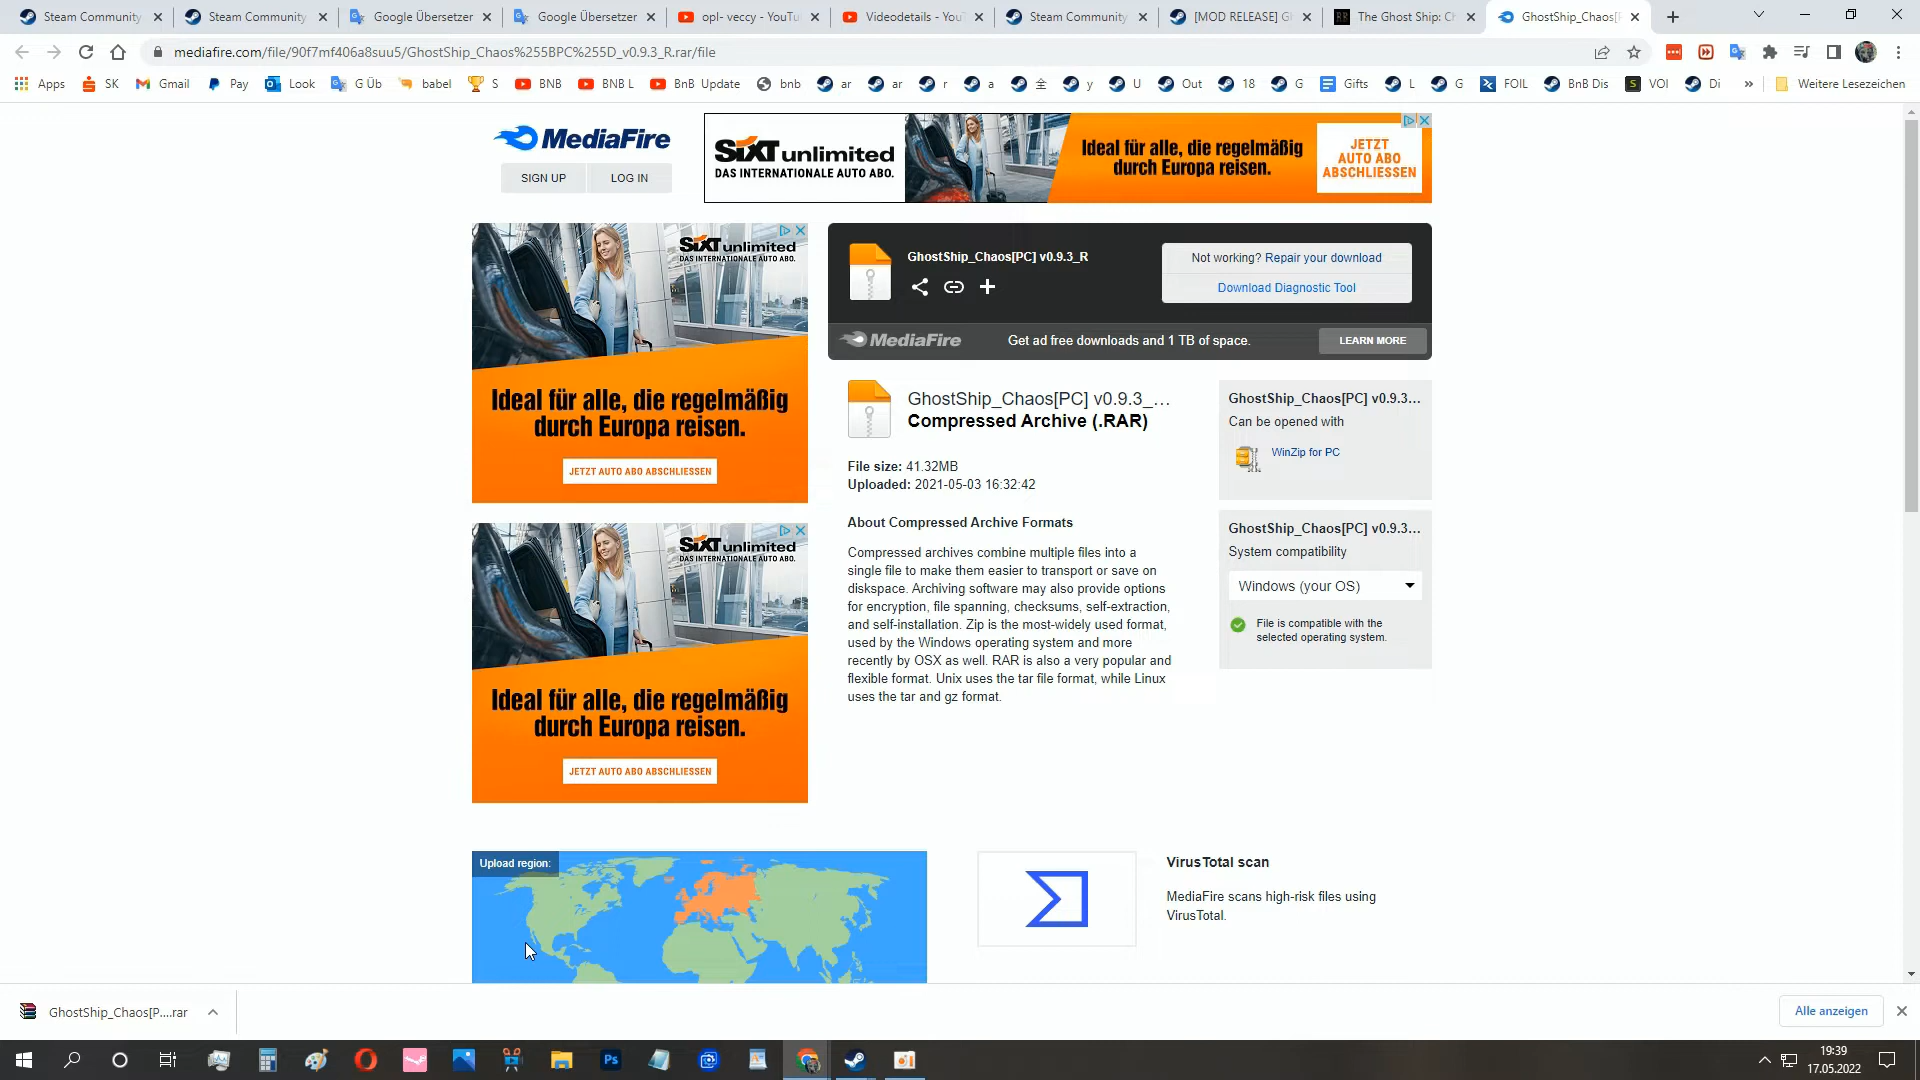 Steam Community
Steam Community
Google Übersetzer
Google Übersetzer
opl- veccy - YouTu
Videodetails - YouT
Steam Community
[MOD RELEASE] Gh
The Ghost Ship: C
GhostShip_Chaos[P
mediafire.com/file/90f7mf406a8suu5/GhostShip_Chaos%255BPC%255D_v0.9.3_R.rar/file
Apps SK Gmail Pay Look G Üb babel S BNB BNB L BnB Update bnb ar ar r a 全 y U Out 18 G Gifts L G FOIL BnB Dis VOI Di » Weitere Lesezeichen
MediaFire
SIGN UP
LOG IN
SIXT unlimited
DAS INTERNATIONALE AUTO ABO.
Ideal für alle, die regelmäßig
durch Europa reisen.
JETZT
AUTO ABO
ABSCHLIESSEN
SIXT unlimited
DAS INTERNATIONALE AUTO ABO.
Ideal für alle, die regelmäßig
durch Europa reisen.
JETZT AUTO ABO ABSCHLIESSEN
SIXT unlimited
DAS INTERNATIONALE AUTO ABO.
Ideal für alle, die regelmäßig
durch Europa reisen.
JETZT AUTO ABO ABSCHLIESSEN
GhostShip_Chaos[PC] v0.9.3_R
Not working? Repair your download
Download Diagnostic Tool
MediaFire
Get ad free downloads and 1 TB of space.
LEARN MORE
GhostShip_Chaos[PC] v0.9.3_...
Compressed Archive (.RAR)
File size: 41.32MB
Uploaded: 2021-05-03 16:32:42
About Compressed Archive Formats
Compressed archives combine multiple files into a
single file to make them easier to transport or save on
diskspace. Archiving software may also provide options
for encryption, file spanning, checksums, self-extraction,
and self-installation. Zip is the most-widely used format,
used by the Windows operating system and more
recently by OSX as well. RAR is also a very popular and
flexible format. Unix uses the tar file format, while Linux
uses the tar and gz format.
GhostShip_Chaos[PC] v0.9.3...
Can be opened with
WinZip for PC
GhostShip_Chaos[PC] v0.9.3...
System compatibility
Windows (your OS)
File is compatible with the
selected operating system.
Upload region:
VirusTotal scan
MediaFire scans high-risk files using
VirusTotal.
GhostShip_Chaos[P....rar
Alle anzeigen
Ps
19:39
17.05.2022